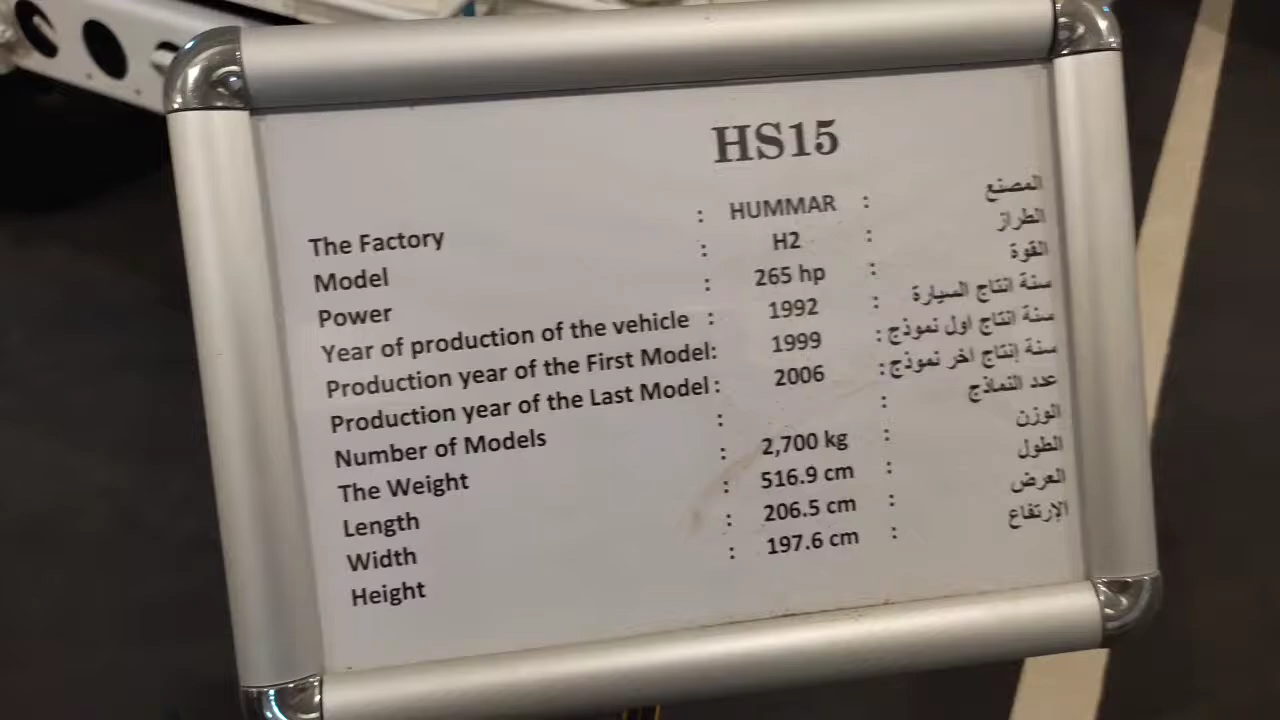 HS15
The Factory : HUMMAR : المصنع
Model : H2 : الطراز
Power : 265 hp : القوة
Year of production of the vehicle : 1992 : سنة انتاج السيارة
Production year of the First Model: 1999 : سنة انتاج اول نموذج
Production year of the Last Model: 2006 : سنة إنتاج اخر نموذج
Number of Models : : عدد النماذج
The Weight : 2,700 kg : الوزن
Length : 516.9 cm : الطول
Width : 206.5 cm : العرض
Height : 197.6 cm : الإرتفاع